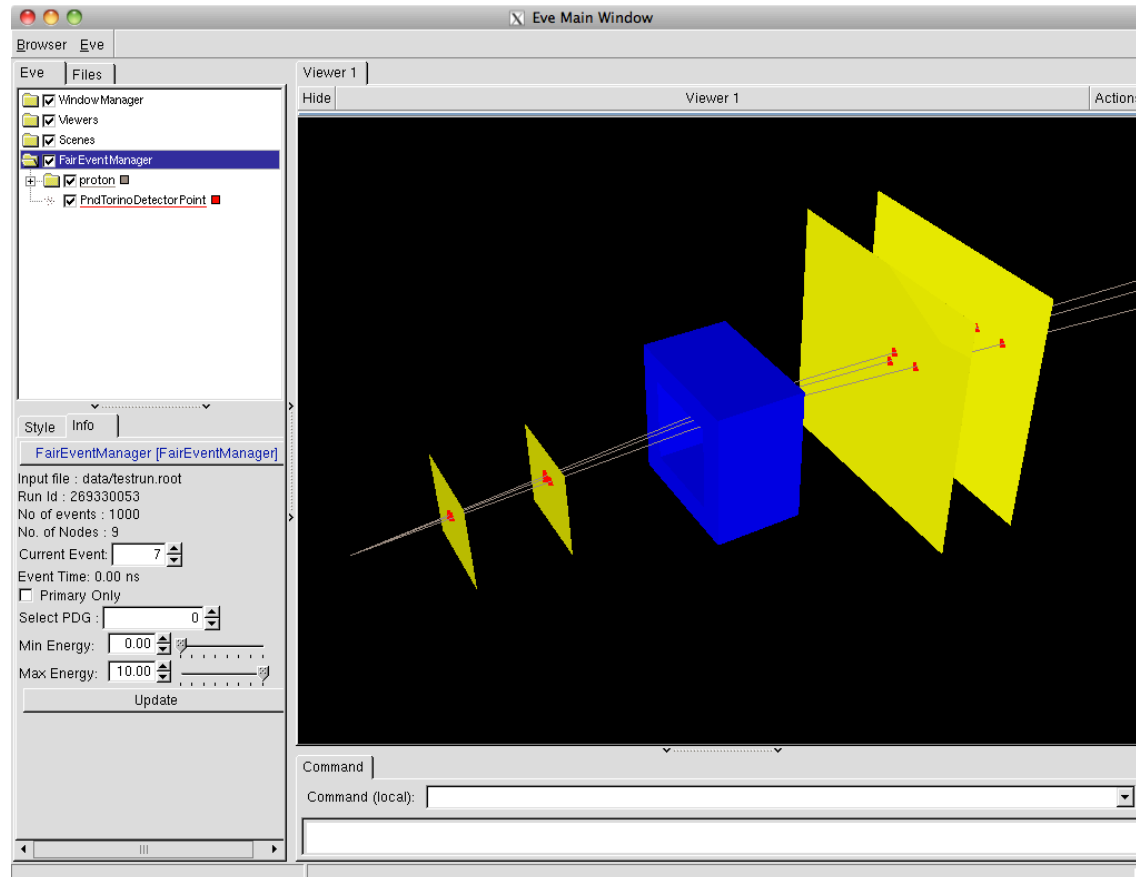 Eve Main Window
Browser Eve
Eve Files
WindowManager
Viewers
Scenes
FairEventManager
proton
PndTorinoDetectorPoint
Style Info
FairEventManager [FairEventManager]
Input file : data/testrun.root
Run Id : 269330053
No of events : 1000
No. of Nodes : 9
Current Event: 7
Event Time: 0.00 ns
Primary Only
Select PDG : 0
Min Energy: 0.00
Max Energy: 10.00
Update
Viewer 1
Hide Viewer 1 Actions
Command
Command (local):